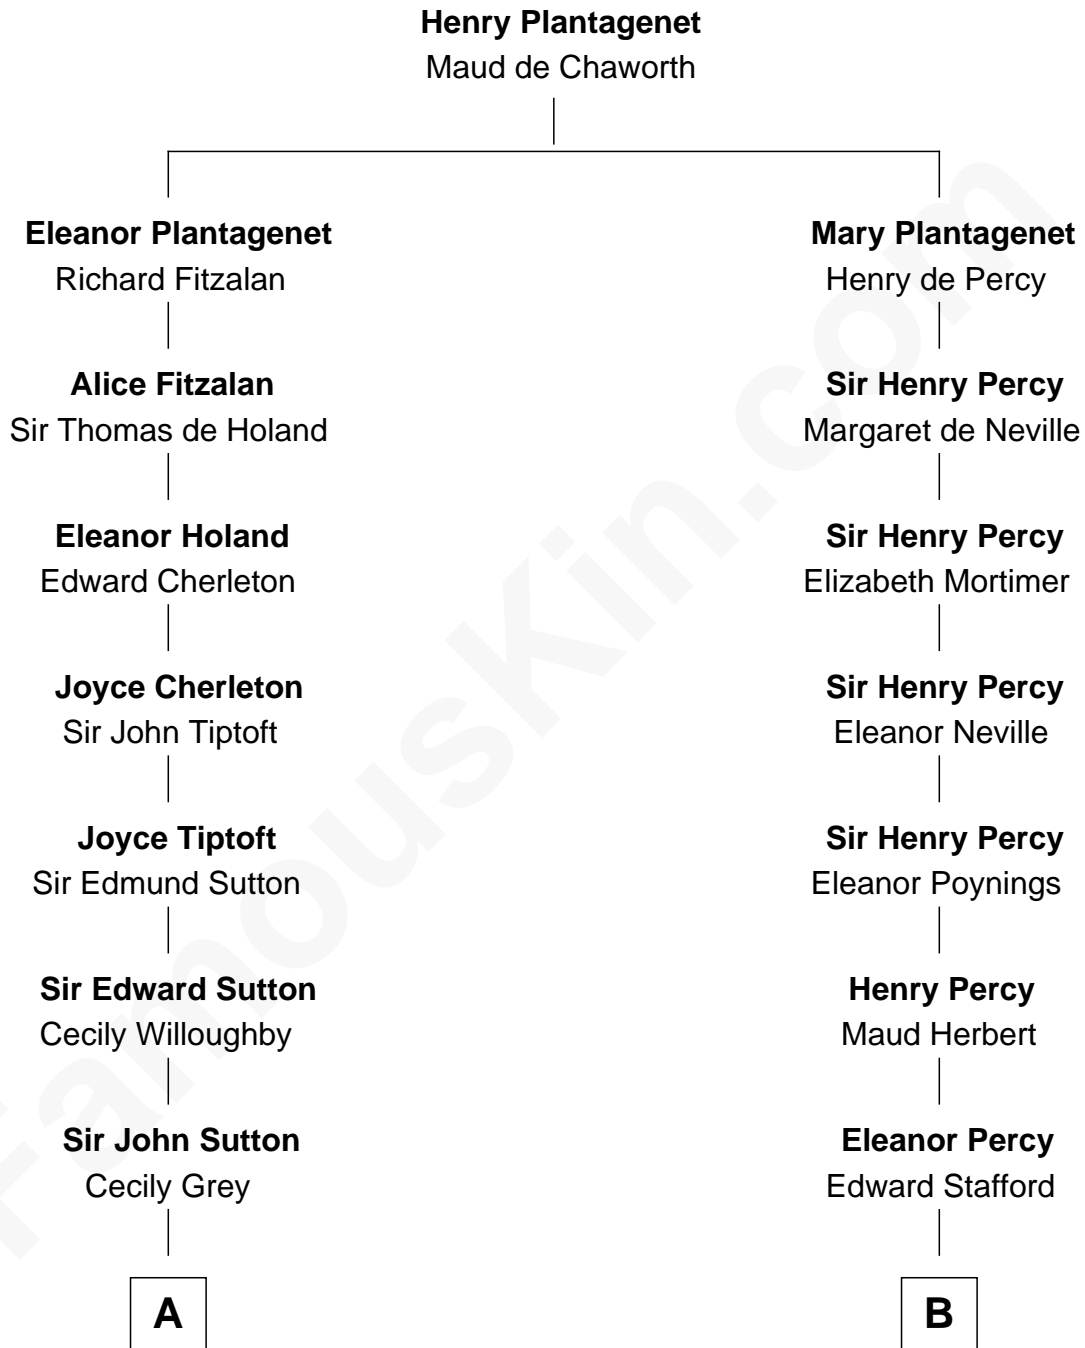 Henry Plantagenet
Maud de Chaworth
Eleanor Plantagenet
Richard Fitzalan
Mary Plantagenet
Henry de Percy
Alice Fitzalan
Sir Thomas de Holand
Sir Henry Percy
Margaret de Neville
Eleanor Holand
Edward Cherleton
Sir Henry Percy
Elizabeth Mortimer
Joyce Cherleton
Sir John Tiptoft
Sir Henry Percy
Eleanor Neville
Joyce Tiptoft
Sir Edmund Sutton
Sir Henry Percy
Eleanor Poynings
Sir Edward Sutton
Cecily Willoughby
Henry Percy
Maud Herbert
Sir John Sutton
Cecily Grey
Eleanor Percy
Edward Stafford
A
B
FamousKin.com